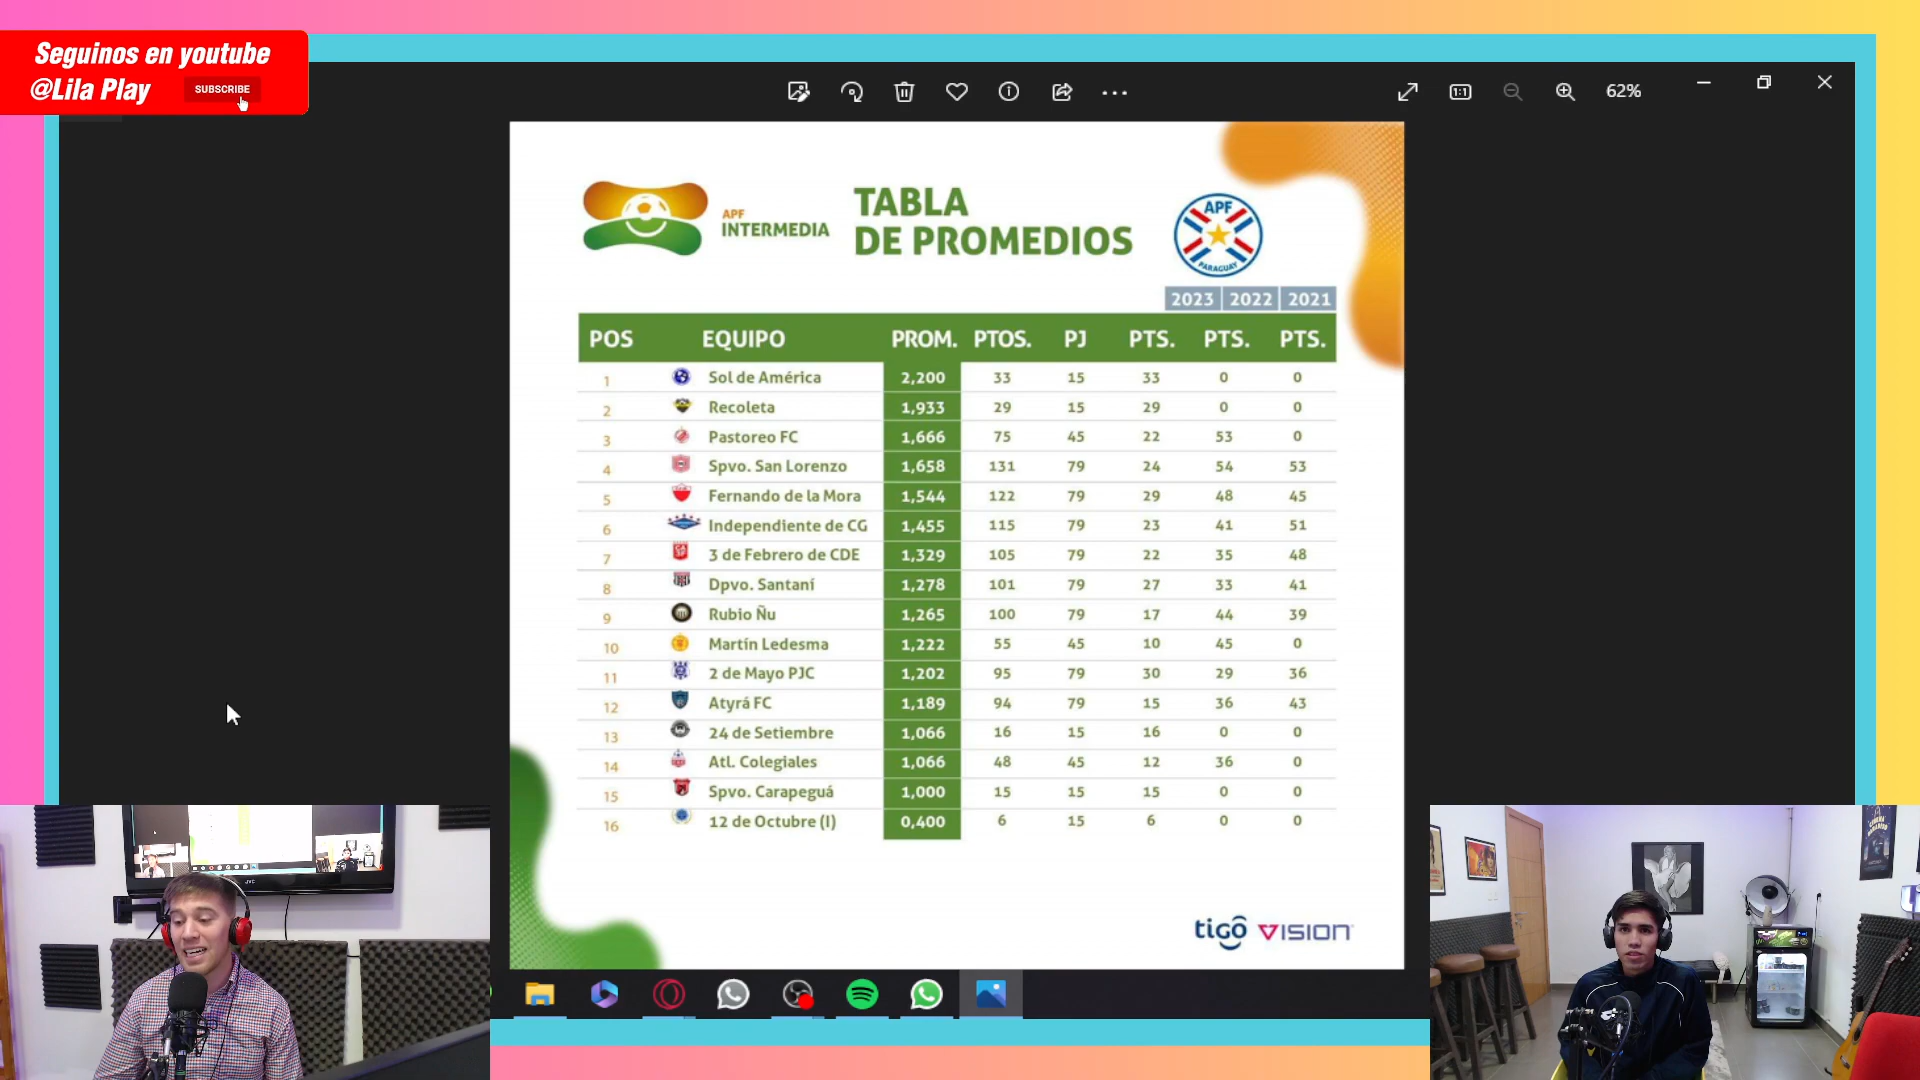 Seguinos en youtube
@Lila Play SUBSCRIBE
1:1
62%
APF
INTERMEDIA
TABLA
DE PROMEDIOS
APF
PARAGUAY
2023 2022 2021
POS EQUIPO PROM. PTOS. PJ PTS. PTS. PTS.
1 Sol de América 2,200 33 15 33 0 0
2 Recoleta 1,933 29 15 29 0 0
3 Pastoreo FC 1,666 75 45 22 53 0
4 Spvo. San Lorenzo 1,658 131 79 24 54 53
5 Fernando de la Mora 1,544 122 79 29 48 45
6 Independiente de CG 1,455 115 79 23 41 51
7 3 de Febrero de CDE 1,329 105 79 22 35 48
8 Dpvo. Santaní 1,278 101 79 27 33 41
9 Rubio Ñu 1,265 100 79 17 44 39
10 Martín Ledesma 1,222 55 45 10 45 0
11 2 de Mayo PJC 1,202 95 79 30 29 36
12 Atyrá FC 1,189 94 79 15 36 43
13 24 de Setiembre 1,066 16 15 16 0 0
14 Atl. Colegiales 1,066 48 45 12 36 0
15 Spvo. Carapeguá 1,000 15 15 15 0 0
16 12 de Octubre (I) 0,400 6 15 6 0 0
tigo VISION
JVC